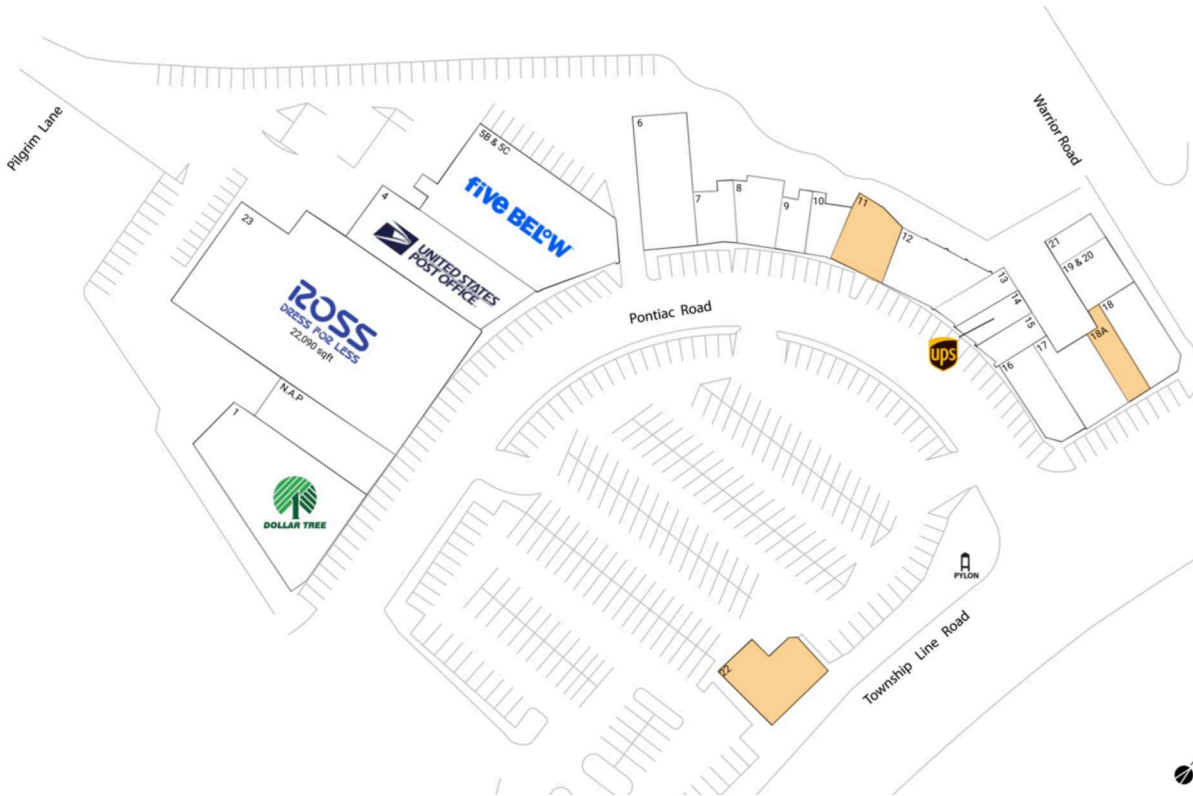 Pilgrim Lane
Warrior Road
5B & 5C
five BELOW
4
UNITED STATES
POST OFFICE
23
ROSS
DRESS FOR LESS
22,090 sqft
N.A.P
1
DOLLAR TREE
6
7
8
9
10
11
12
13
14
15
16
17
18
18A
19 & 20
21
Pontiac Road
ups
PYLON
22
Township Line Road